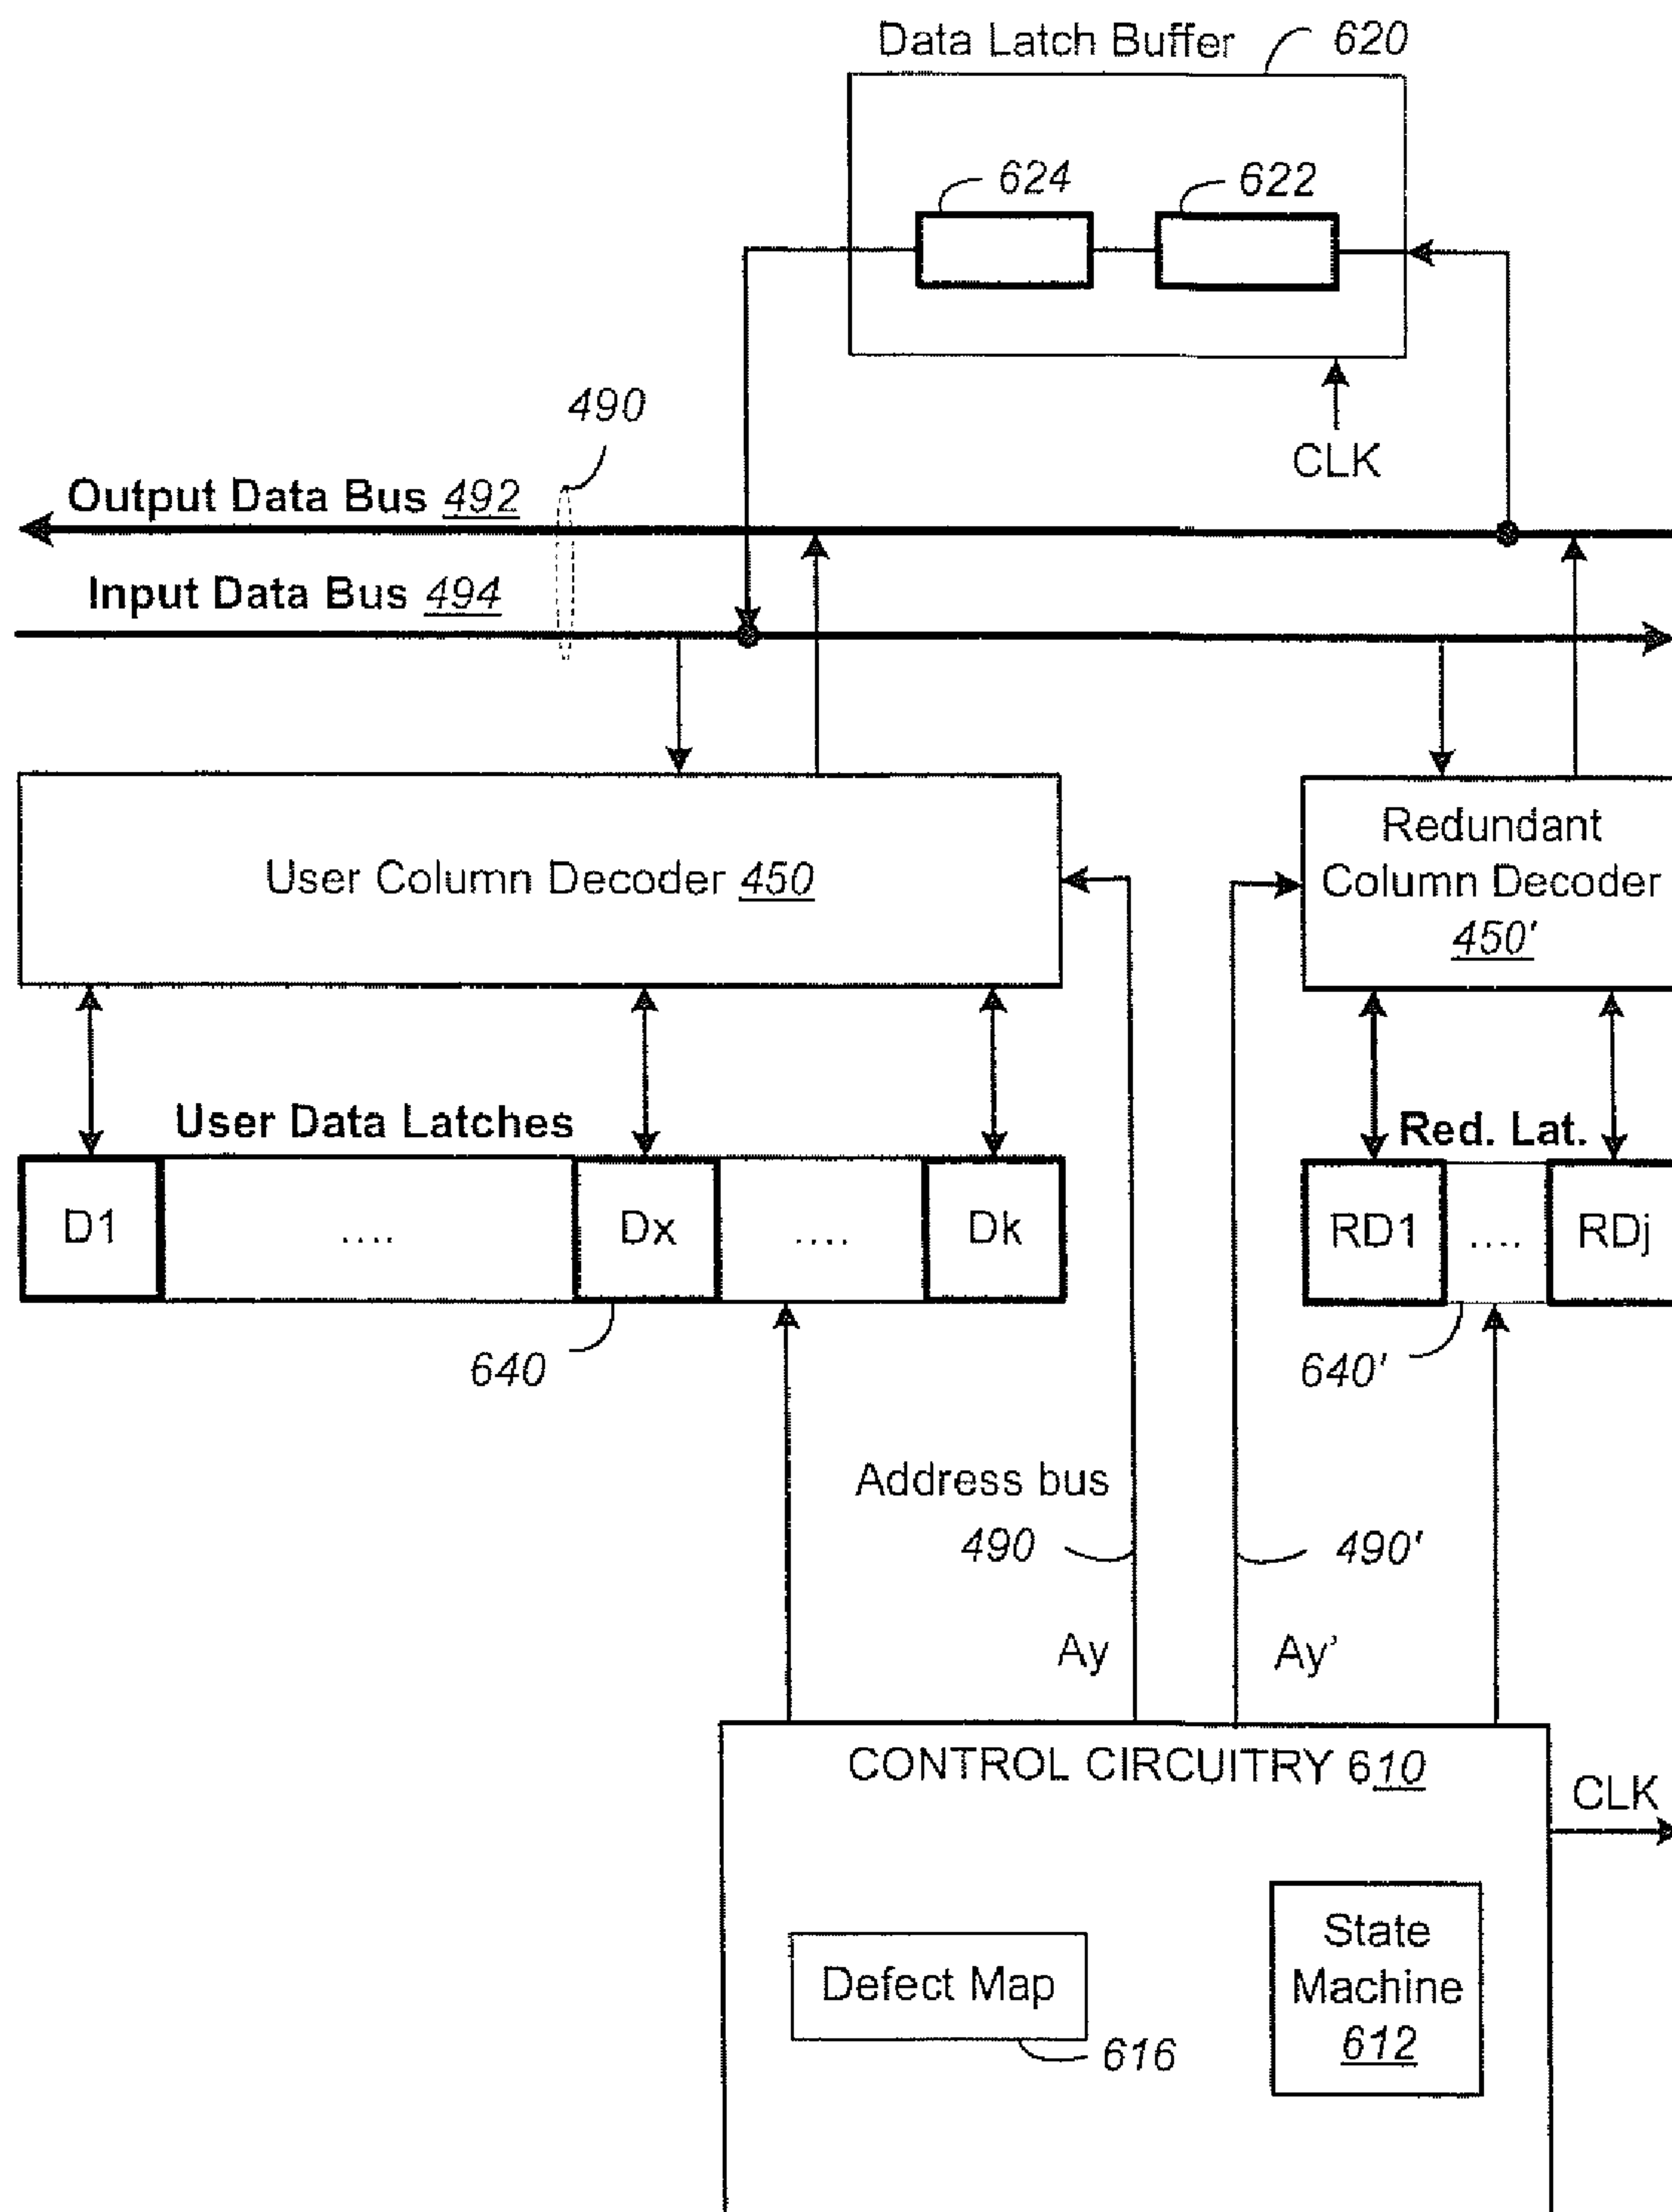 Data Latch Buffer 620
624
622
CLK
490
Output Data Bus 492
Input Data Bus 494
User Column Decoder 450
Redundant
Column Decoder
450'
User Data Latches
Red. Lat.
D1
....
Dx
....
Dk
RD1
....
RDj
640
640'
Address bus
490
490'
Ay
Ay’
CONTROL CIRCUITRY 610
CLK
Defect Map
616
State
Machine
612